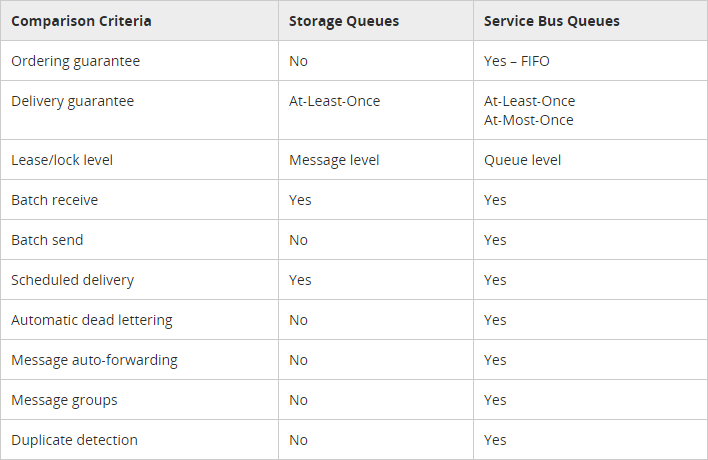 Comparison Criteria Storage Queues Service Bus Queues
Ordering guarantee No Yes – FIFO
Delivery guarantee At-Least-Once At-Least-Once
At-Most-Once
Lease/lock level Message level Queue level
Batch receive Yes Yes
Batch send No Yes
Scheduled delivery Yes Yes
Automatic dead lettering No Yes
Message auto-forwarding No Yes
Message groups No Yes
Duplicate detection No Yes